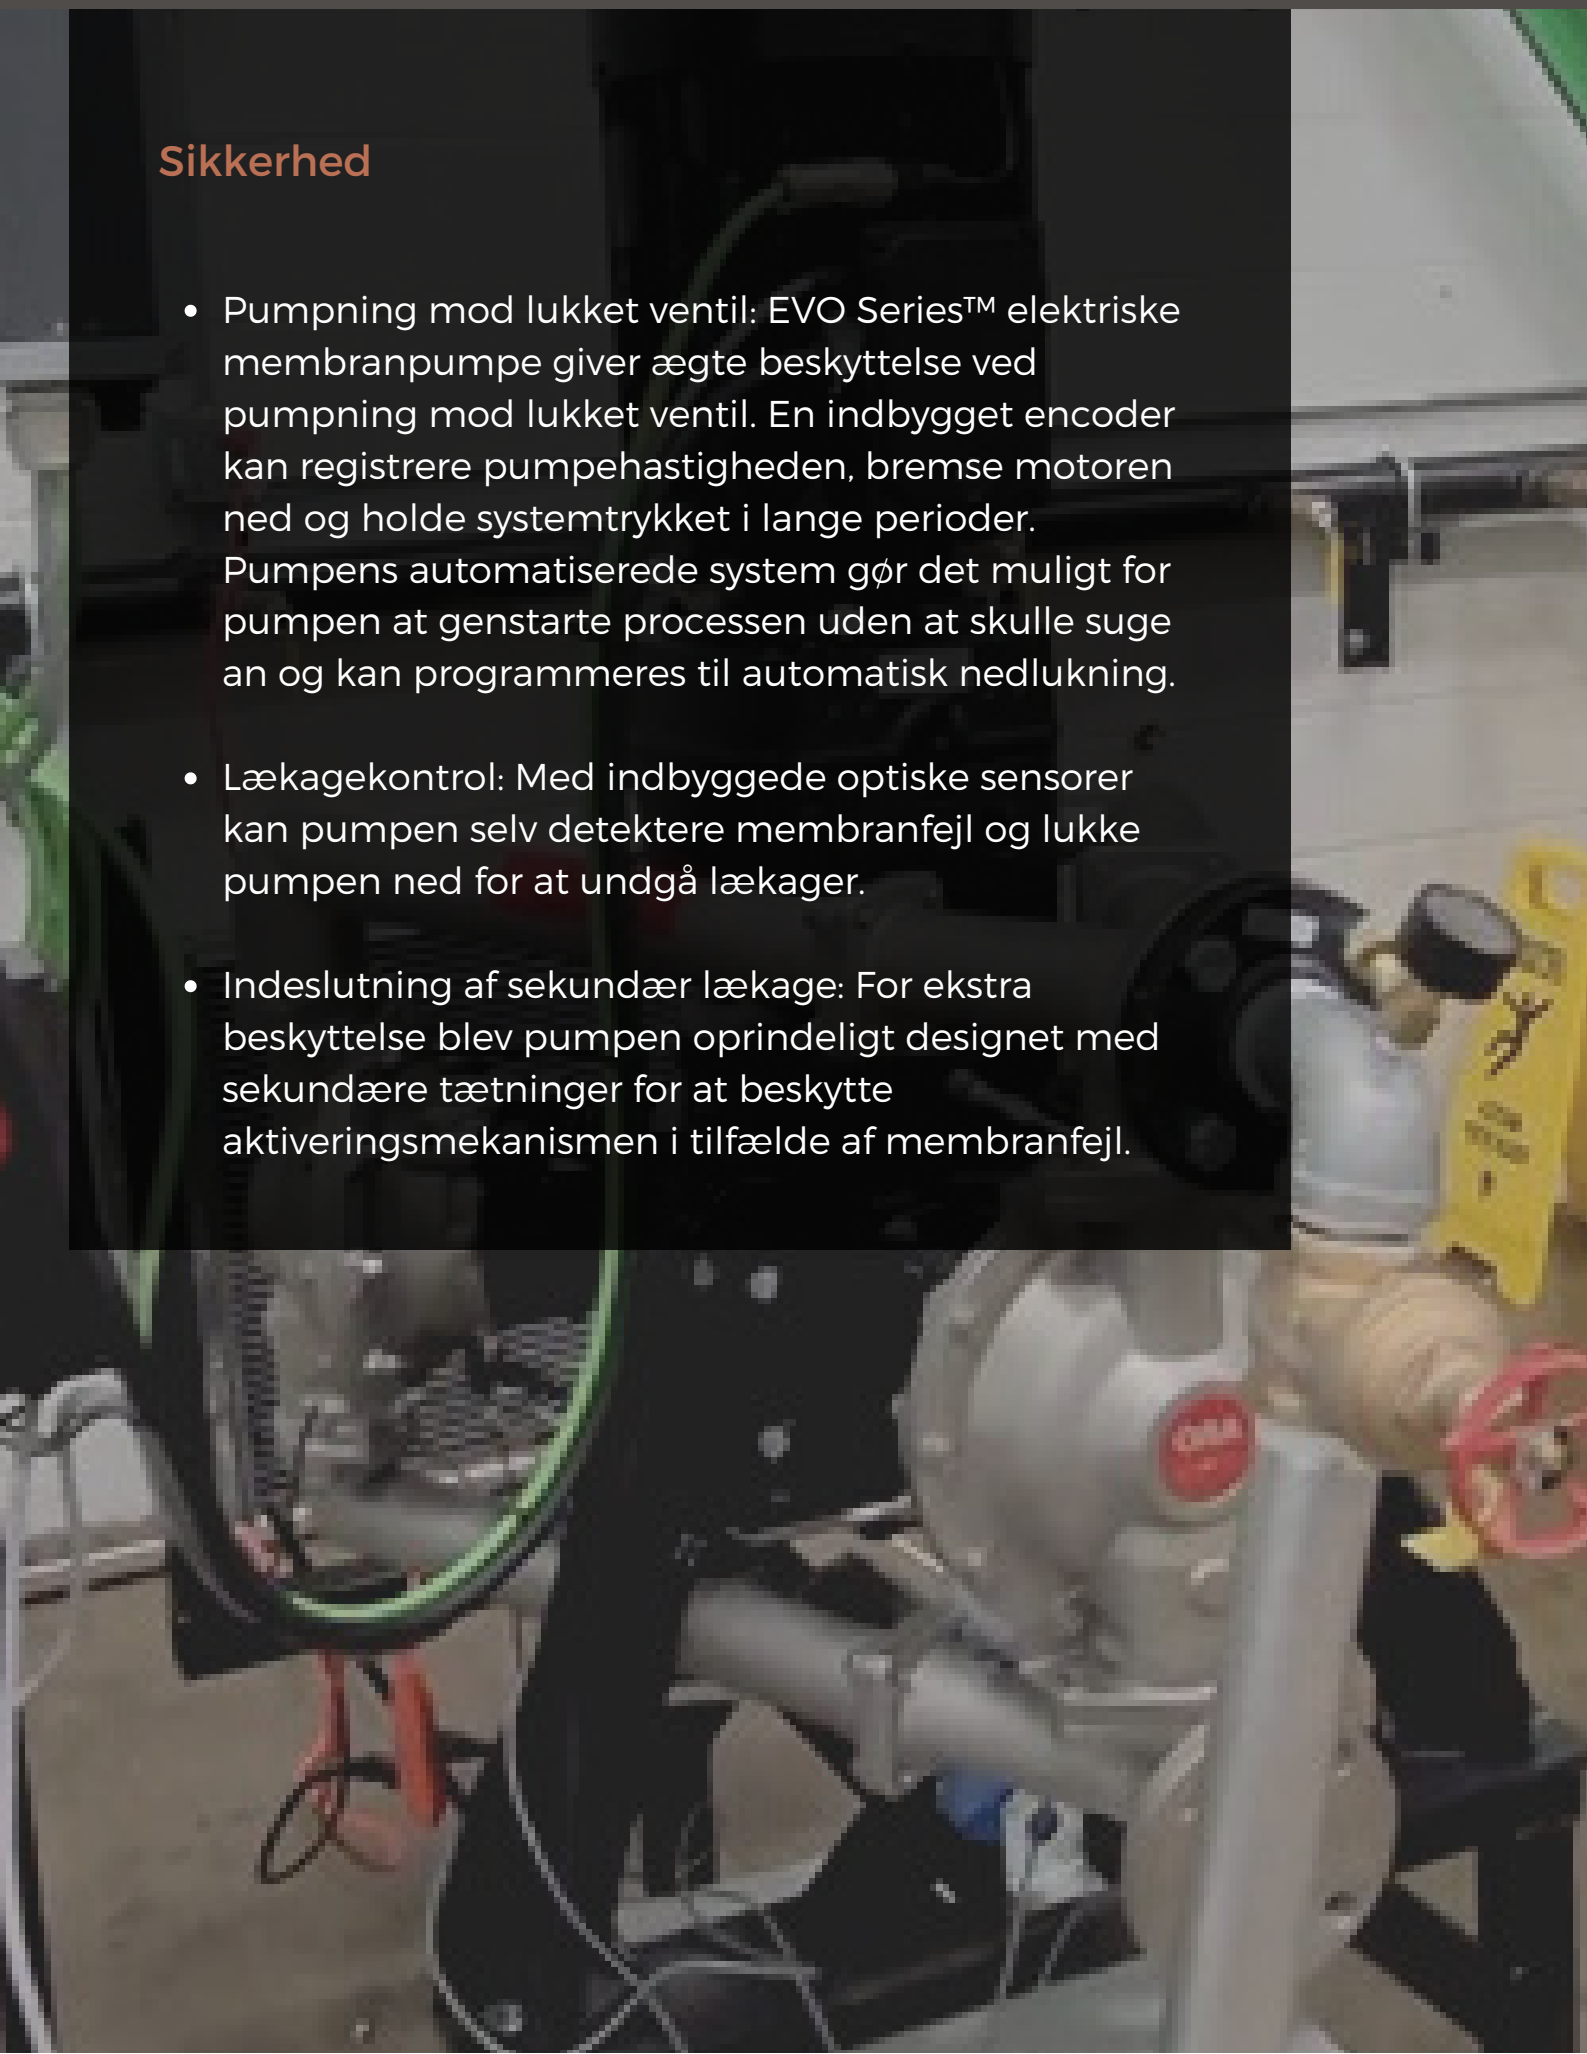 Sikkerhed
• Pumpning mod lukket ventil: EVO Series™ elektriske
membranpumpe giver ægte beskyttelse ved
pumpning mod lukket ventil. En indbygget encoder
kan registrere pumpehastigheden, bremse motoren
ned og holde systemtrykket i lange perioder.
Pumpens automatiserede system gør det muligt for
pumpen at genstarte processen uden at skulle suge
an og kan programmeres til automatisk nedlukning.
• Lækagekontrol: Med indbyggede optiske sensorer
kan pumpen selv detektere membranfejl og lukke
pumpen ned for at undgå lækager.
• Indeslutning af sekundær lækage: For ekstra
beskyttelse blev pumpen oprindeligt designet med
sekundære tætninger for at beskytte
aktiveringsmekanismen i tilfælde af membranfejl.